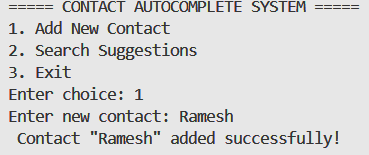 ===== CONTACT AUTOCOMPLETE SYSTEM =====
1. Add New Contact
2. Search Suggestions
3. Exit
Enter choice: 1
Enter new contact: Ramesh
Contact "Ramesh" added successfully!